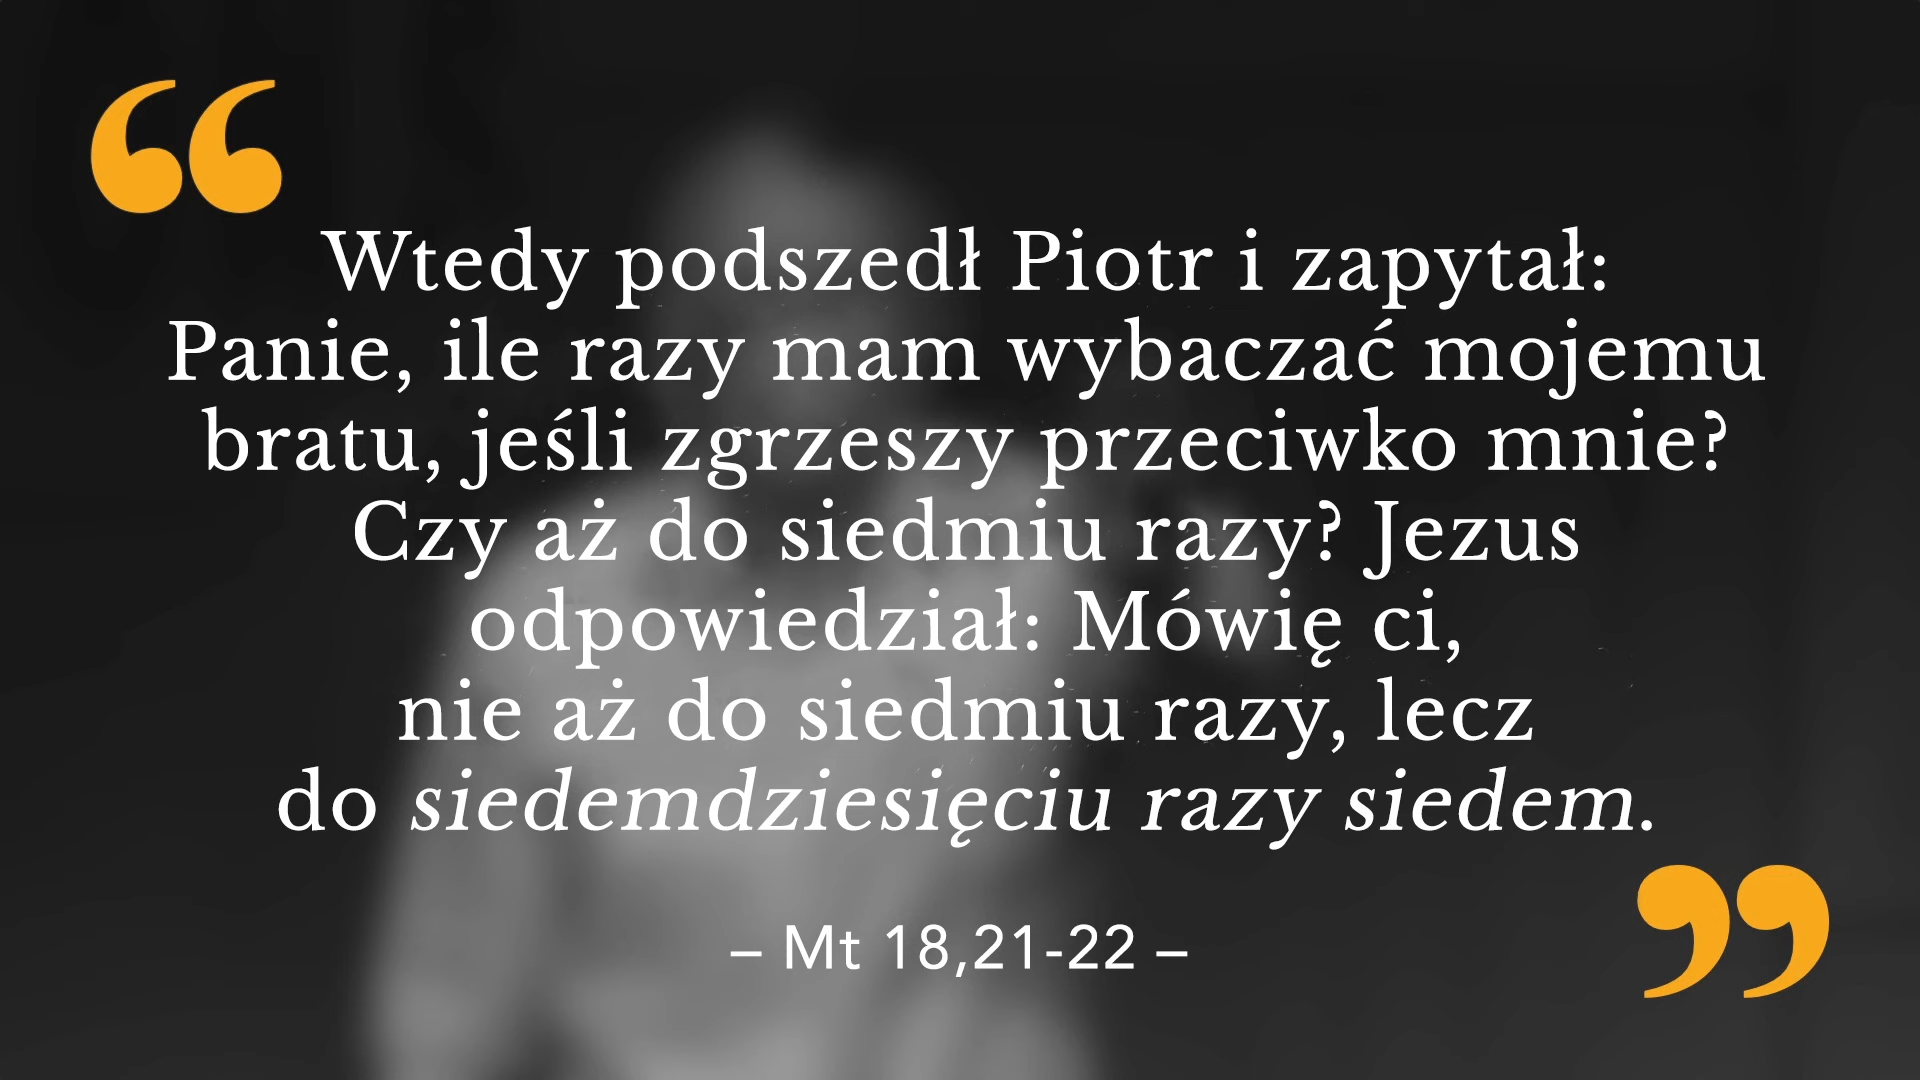 “
Wtedy podszedł Piotr i zapytał:
Panie, ile razy mam wybaczać mojemu
bratu, jeśli zgrzeszy przeciwko mnie?
Czy aż do siedmiu razy? Jezus
odpowiedział: Mówię ci,
nie aż do siedmiu razy, lecz
do siedemdziesięciu razy siedem.
”
– Mt 18,21-22 –